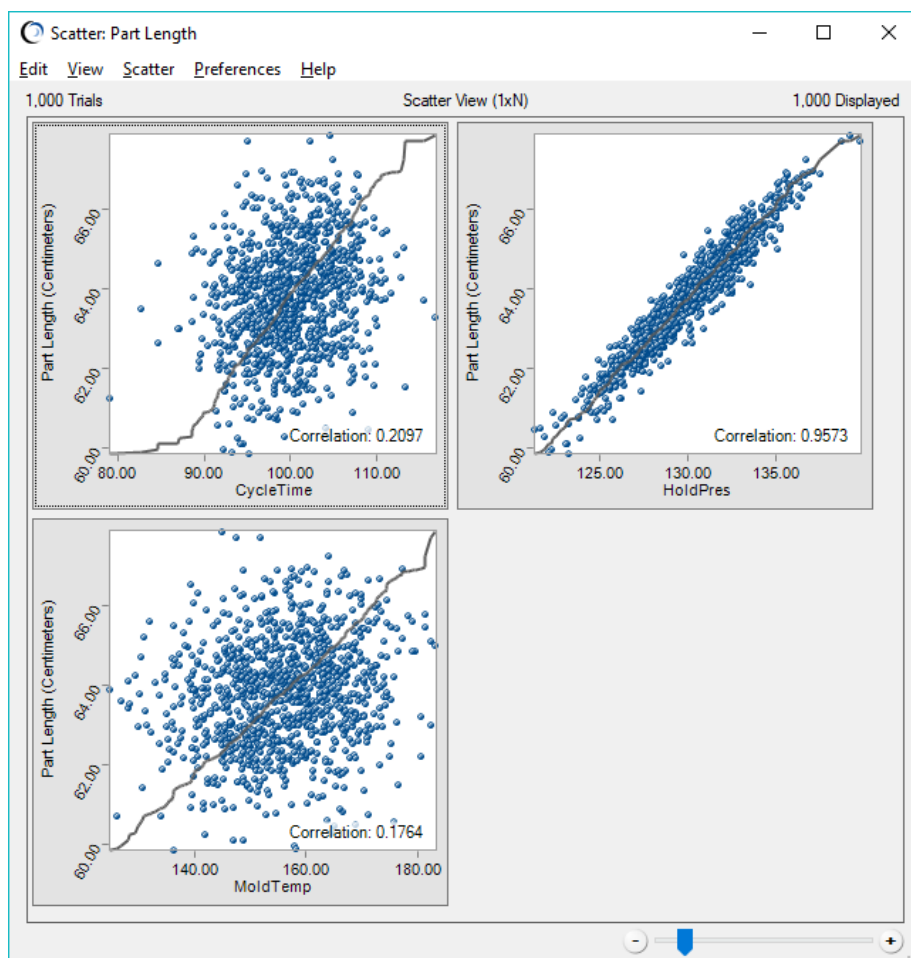 Scatter: Part Length
Edit View Scatter Preferences Help
1,000 Trials Scatter View (1xN) 1,000 Displayed
Part Length (Centimeters)
66.00
64.00
62.00
60.00
Correlation: 0.2097
80.00 90.00 100.00 110.00
CycleTime
Part Length (Centimeters)
66.00
64.00
62.00
60.00
Correlation: 0.9573
125.00 130.00 135.00
HoldPres
Part Length (Centimeters)
66.00
64.00
62.00
60.00
Correlation: 0.1764
140.00 160.00 180.00
MoldTemp